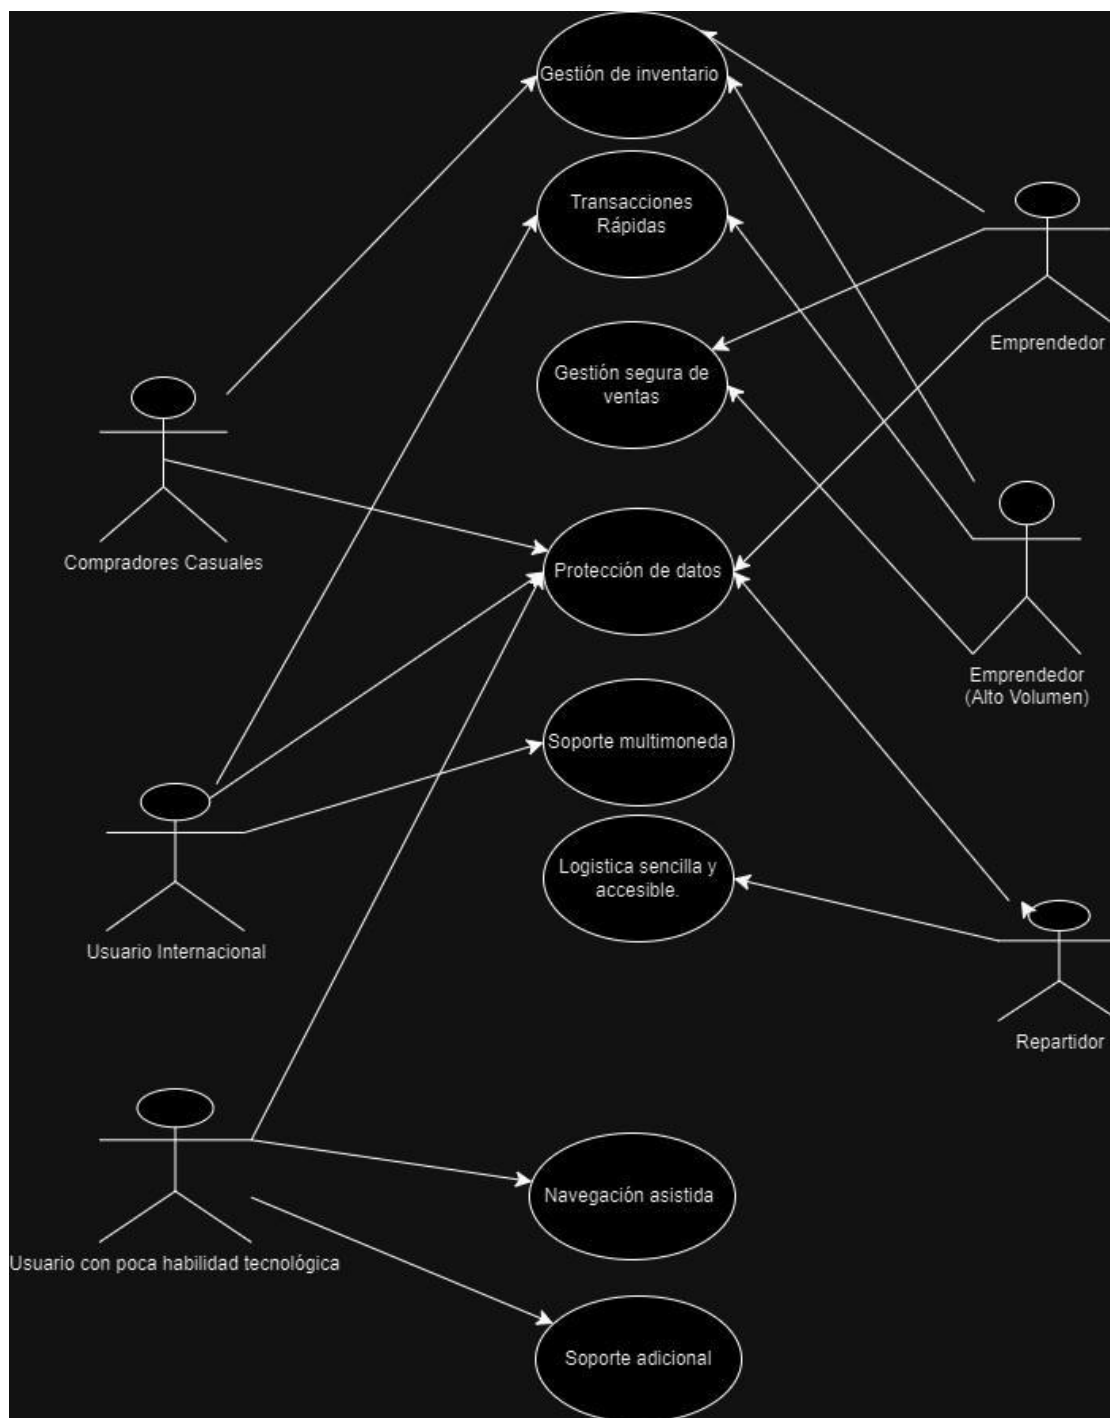 Gestión de inventario
Transacciones
Rápidas
Emprendedor
Gestión segura de
ventas
Compradores Casuales
Protección de datos
Emprendedor
(Alto Volumen)
Soporte multimoneda
Logistica sencilla y
accesible.
Usuario Internacional
Repartidor
Navegación asistida
Usuario con poca habilidad tecnológica
Soporte adicional